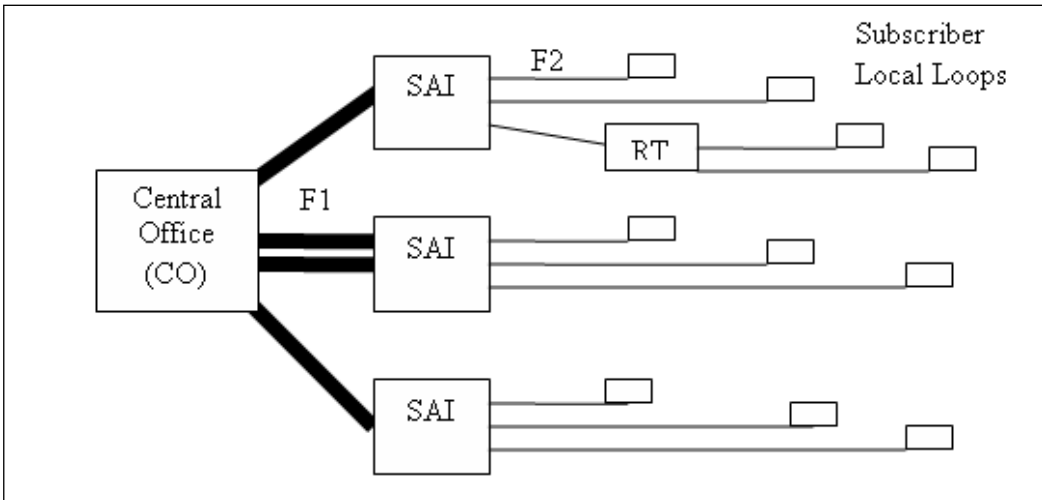 Subscriber
Local Loops
F2
SAI
RT
Central
Office
(CO)
F1
SAI
SAI